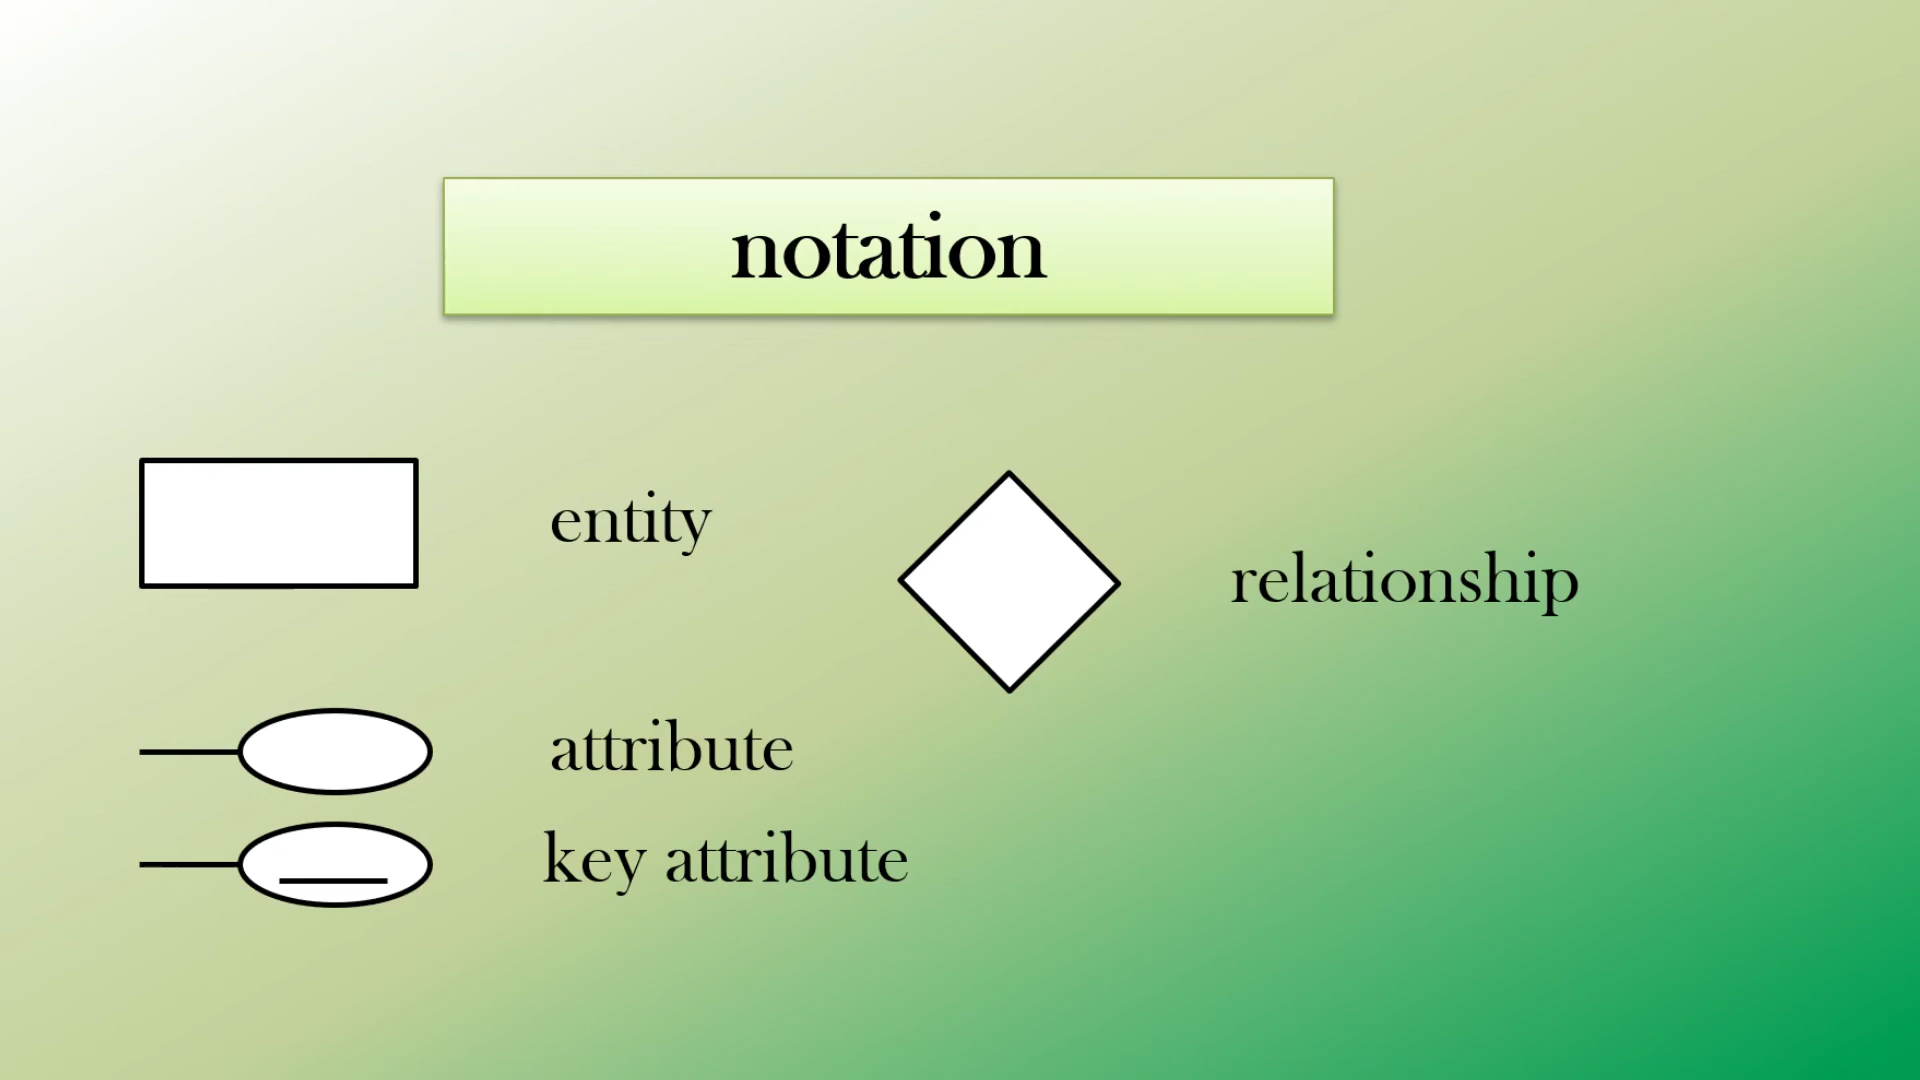 notation
entity
relationship
attribute
key attribute